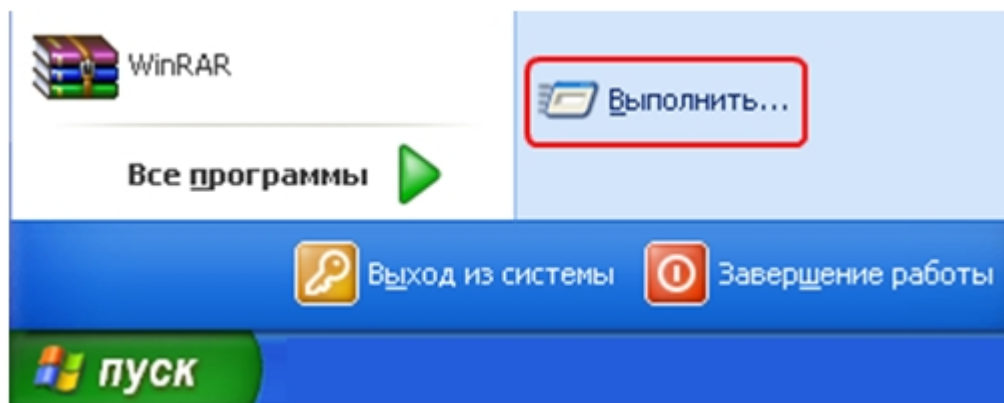 WinRAR
Выполнить...
Все программы
Выход из системы
Завершение работы
пуск